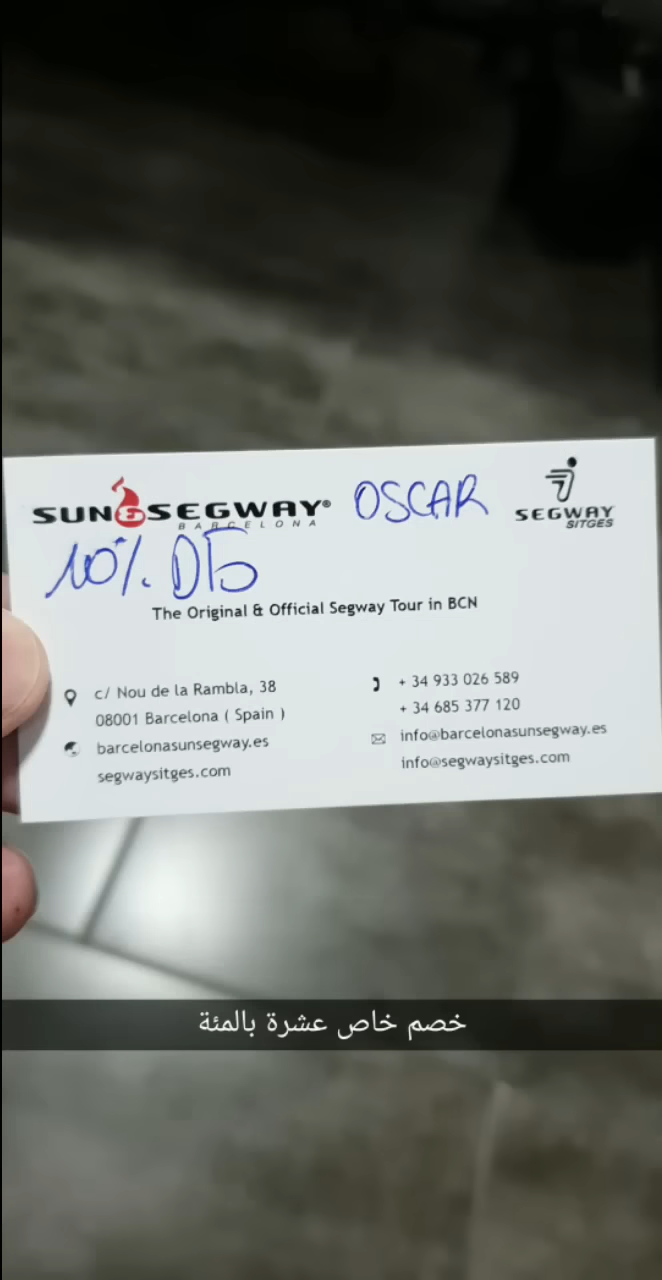 SUN&SEGWAY® OSCAR
BARCELONA
SEGWAY
SITGES
10%. DTO
The Original & Official Segway Tour in BCN
c/ Nou de la Rambla, 38
08001 Barcelona ( Spain )
barcelonasunsegway.es
segwaysitges.com
+ 34 933 026 589
+ 34 685 377 120
info@barcelonasunsegway.es
info@segwaysitges.com
خصم خاص عشرة بالمئة